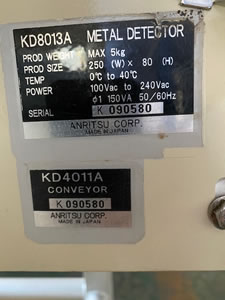 KD8013A METAL DETECTOR
PROD WEIGHT MAX 5kg
PROD SIZE 250 (W) × 80 (H)
TEMP 0°C to 40°C
POWER 100Vac to 240Vac
φ1 150VA 50/60Hz
SERIAL K 090580
ANRITSU CORP.
MADE IN JAPAN
KD4011A
CONVEYOR
K 090580
ANRITSU CORP.
MADE IN JAPAN